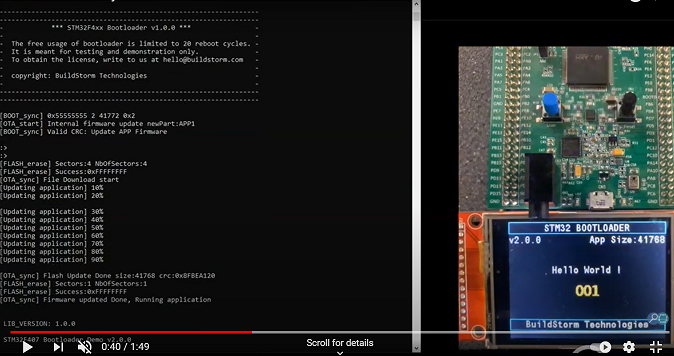 *** STM32F4xx Bootloader v1.0.0 ***
The free usage of bootloader is limited to 20 reboot cycles.
It is meant for testing and demonstration only.
To obtain the license, write to us at hello@buildstorm.com
copyright: BuildStorm Technologies
[BOOT_sync] 0x55555555 2 41772 0x2
[OTA_start] Internal firmware update newPart:APP1
[BOOT_sync] Valid CRC: Update APP Firmware
:>
:>
[FLASH_erase] Sectors:4 NbOfSectors:4
[FLASH_erase] Success:0xFFFFFFFF
[OTA_sync] File Download start
[Updating application] 10%
[Updating application] 20%
[Updating application] 30%
[Updating application] 40%
[Updating application] 50%
[Updating application] 60%
[Updating application] 70%
[Updating application] 80%
[Updating application] 90%
[OTA_sync] Flash Update Done size:41768 crc:0x8FBEA120
[FLASH_erase] Sectors:1 NbOfSectors:1
[FLASH_erase] Success:0xFFFFFFFF
[OTA_sync] Firmware updated Done, Running application
LIB_VERSION: 1.0.0
STM32F407 Bootloader Demo v2.0.0
STM32 BOOTLOADER
v2.0.0 App Size:41768
Hello World !
001
BuildStorm Technologies
0:40 / 1:49
Scroll for details